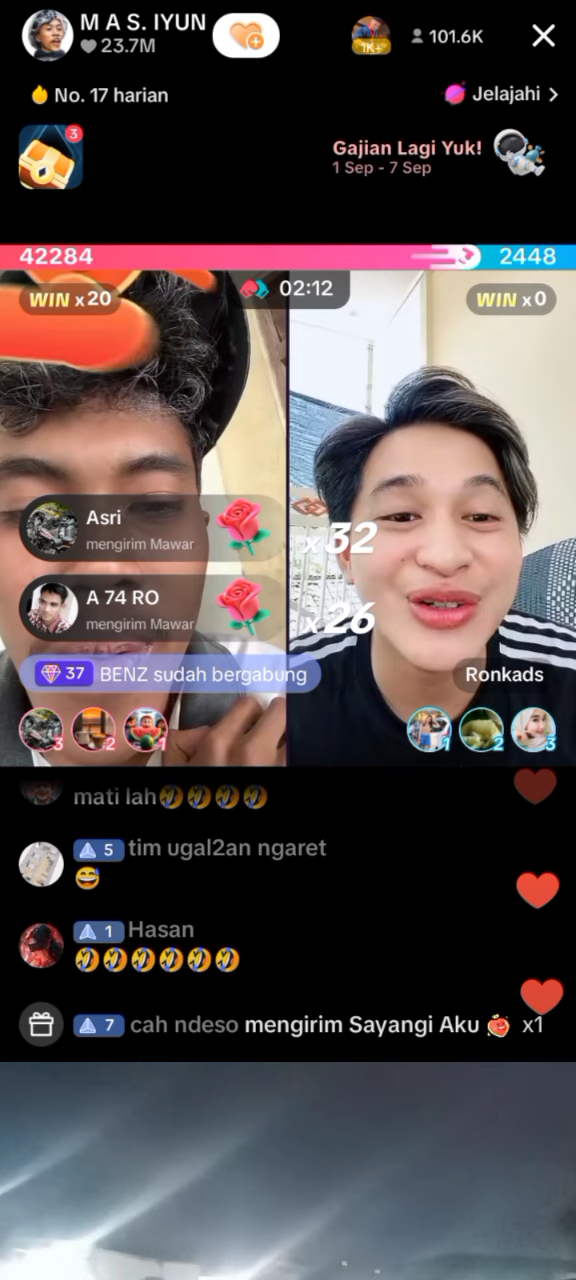 M A S. IYUN
23.7M
1K+
101.6K
No. 17 harian
Jelajahi
3
Gajian Lagi Yuk!
1 Sep - 7 Sep
42284
2448
WIN x20
02:12
WIN x0
Asri
mengirim Mawar
x32
A 74 RO
mengirim Mawar
x26
37 BENZ sudah bergabung
Ronkads
3 2 1
1 2 3
mati lah🤣🤣🤣🤣
5 tim ugal2an ngaret
😅
1 Hasan
🤣🤣🤣🤣🤣🤣
7 cah ndeso mengirim Sayangi Aku x1